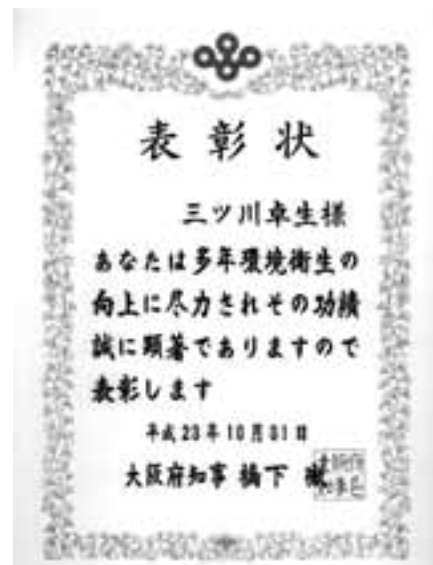 表彰状
三ツ川卓生様
あなたは多年環境衛生の
向上に尽力されその功績
誠に顕著でありますので
表彰します
平成23年10月31日
大阪府知事 橋下 徹